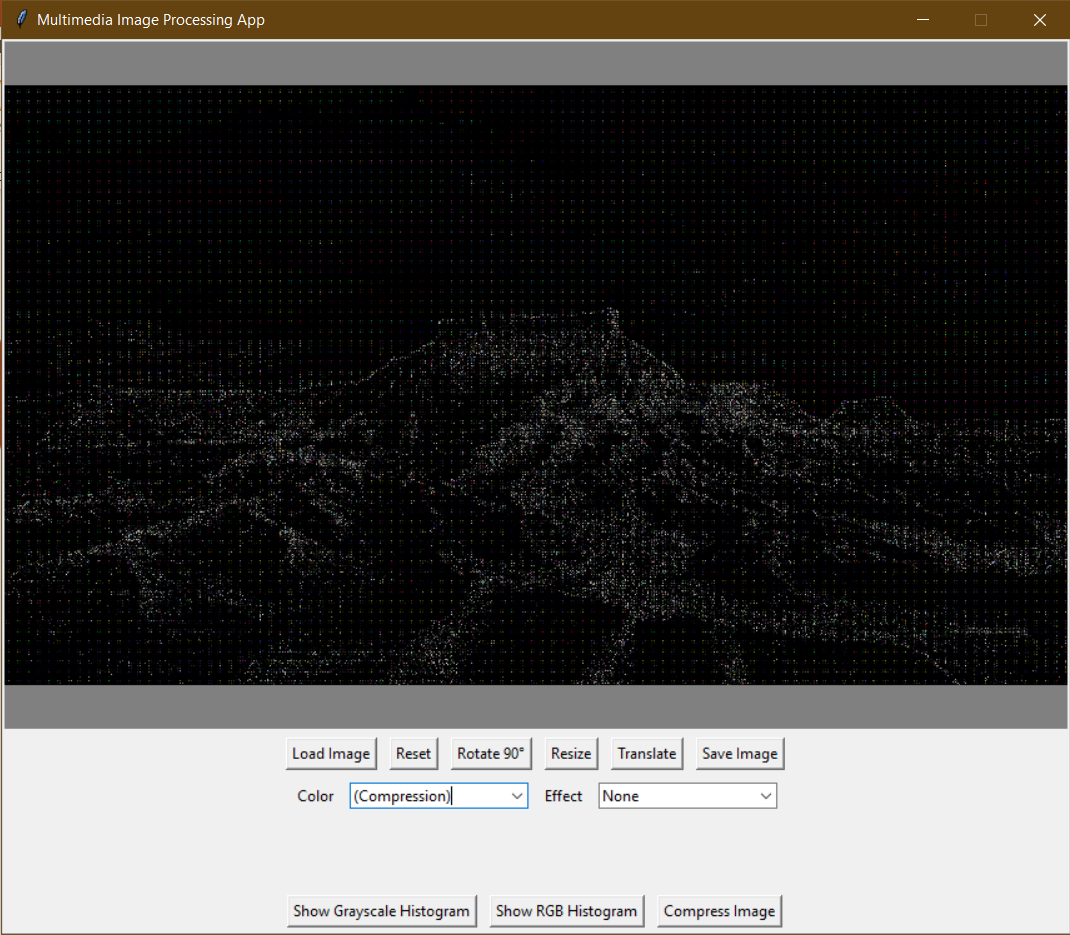 Multimedia Image Processing App
Load Image Reset Rotate 90° Resize Translate Save Image
Color (Compression) Effect None
Show Grayscale Histogram Show RGB Histogram Compress Image